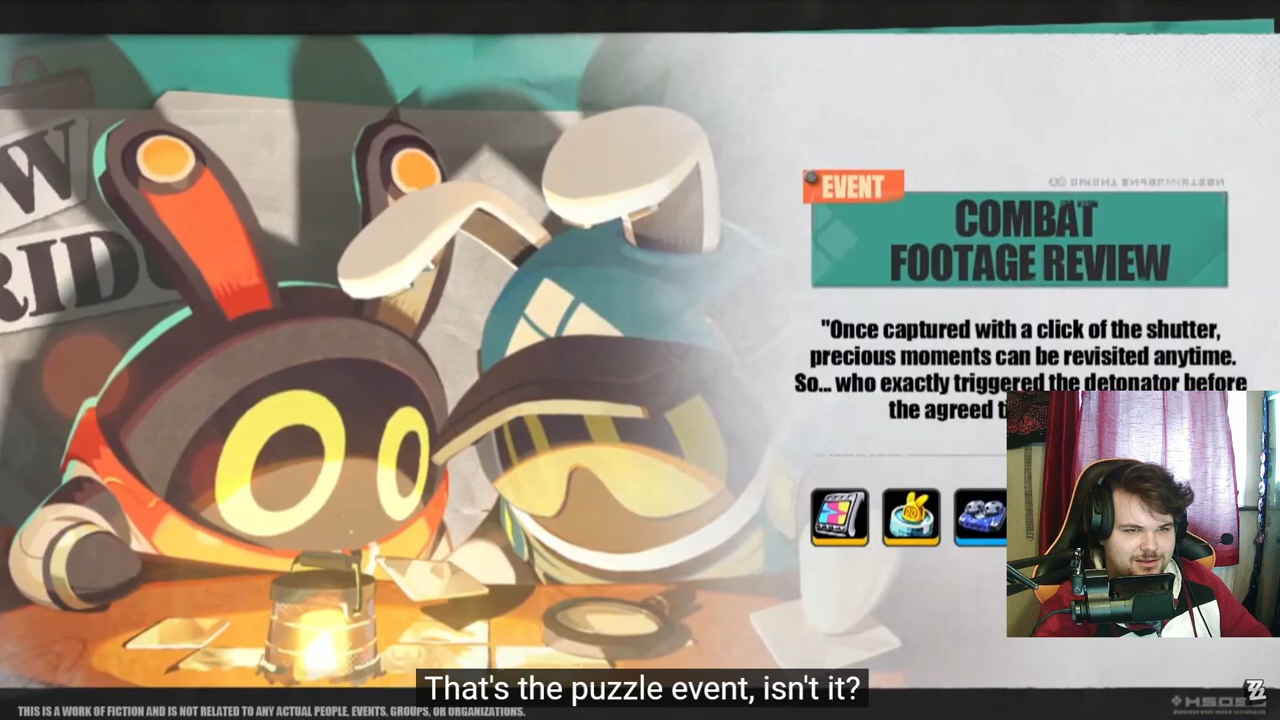 W
RID
EVENT
COMBAT
FOOTAGE REVIEW
"Once captured with a click of the shutter,
precious moments can be revisited anytime.
So... who exactly triggered the detonator before
the agreed t
That's the puzzle event, isn't it?
THIS IS A WORK OF FICTION AND IS NOT RELATED TO ANY ACTUAL PEOPLE, EVENTS, GROUPS, OR ORGANIZATIONS.